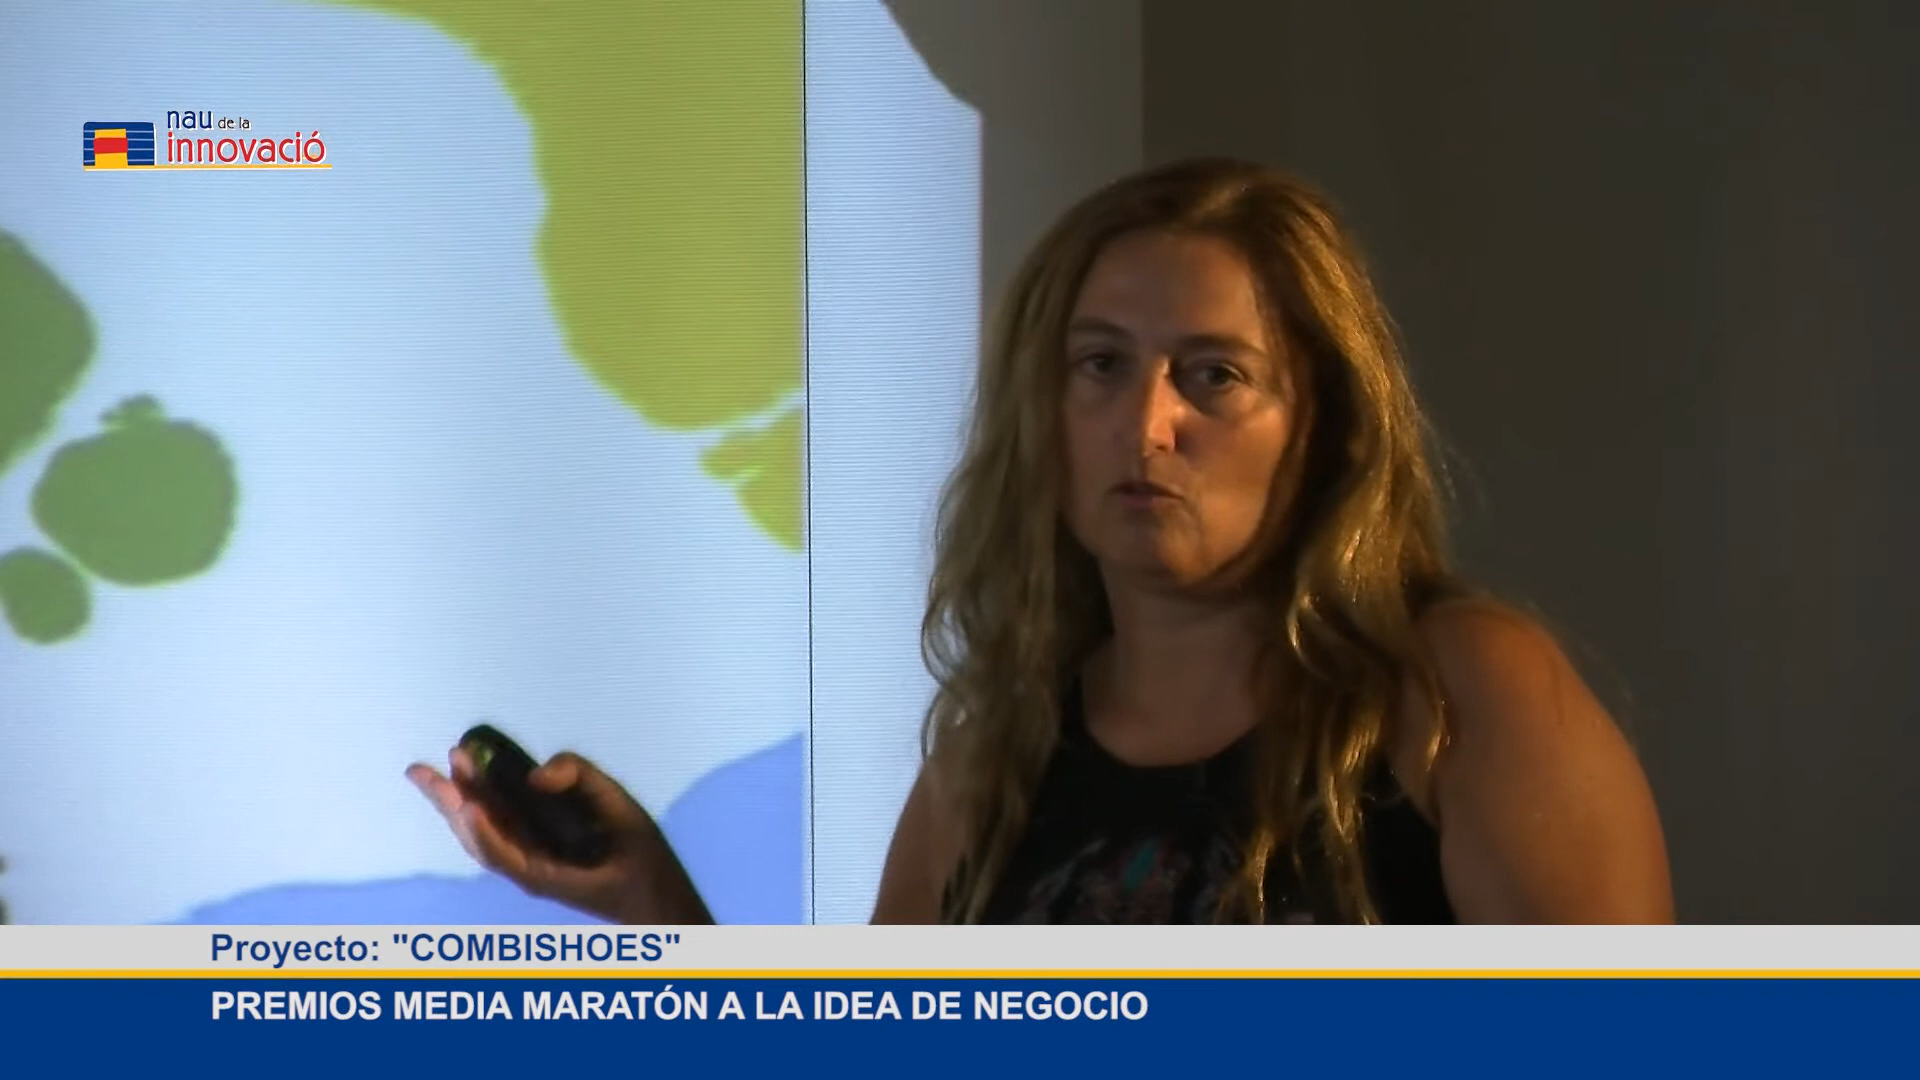 nau de la
innovació
Proyecto: "COMBISHOES"
PREMIOS MEDIA MARATÓN A LA IDEA DE NEGOCIO